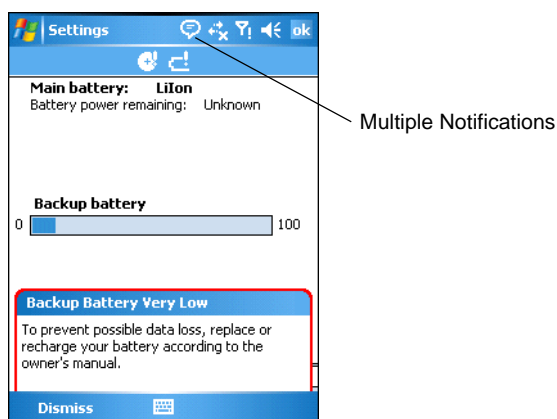 Settings ok
Main battery: LiIon
Battery power remaining: Unknown
Multiple Notifications
Backup battery
0 100
Backup Battery Very Low
To prevent possible data loss, replace or
recharge your battery according to the
owner's manual.
Dismiss